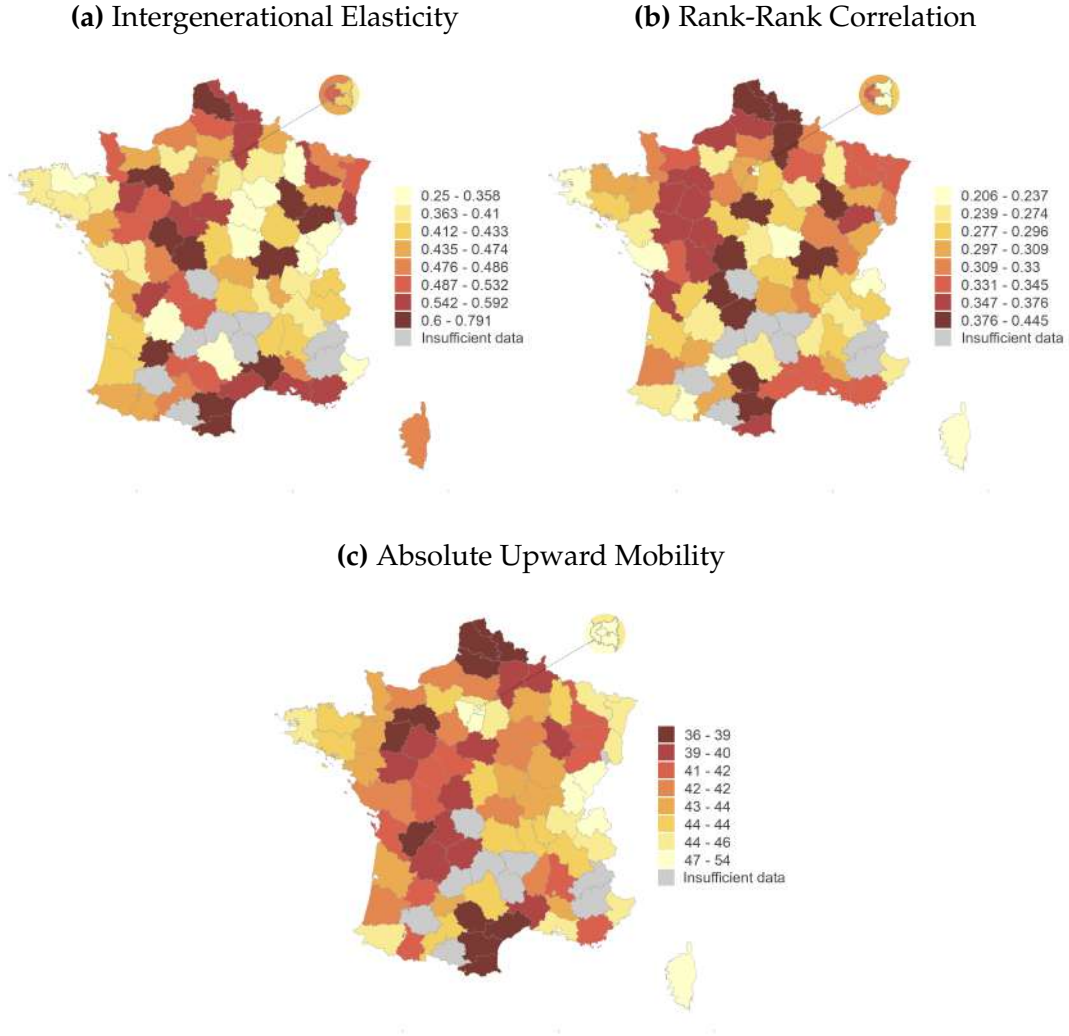 (a) Intergenerational Elasticity
(b) Rank-Rank Correlation
0.25 - 0.358
0.363 - 0.41
0.412 - 0.433
0.435 - 0.474
0.476 - 0.486
0.487 - 0.532
0.542 - 0.592
0.6 - 0.791
Insufficient data
0.206 - 0.237
0.239 - 0.274
0.277 - 0.296
0.297 - 0.309
0.309 - 0.33
0.331 - 0.345
0.347 - 0.376
0.376 - 0.445
Insufficient data
(c) Absolute Upward Mobility
36 - 39
39 - 40
41 - 42
42 - 42
43 - 44
44 - 44
44 - 46
47 - 54
Insufficient data